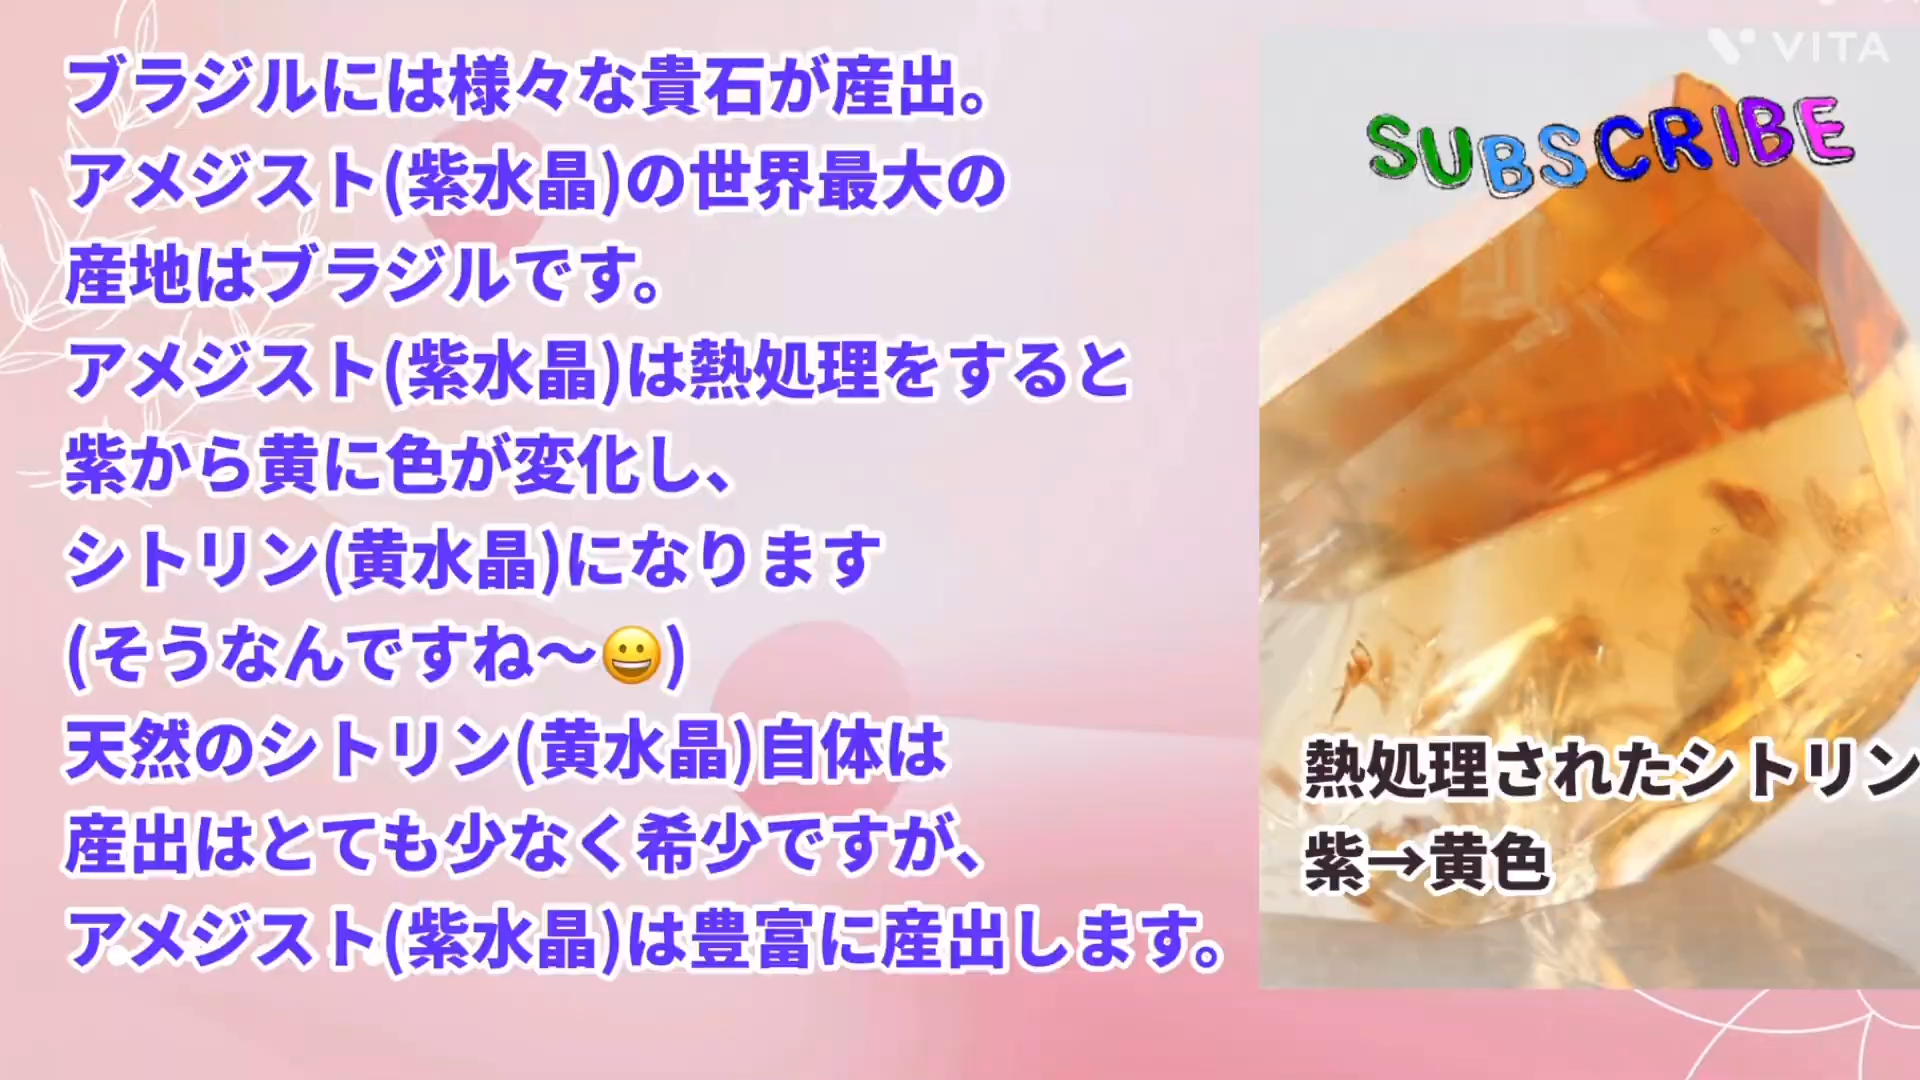 ブラジルには様々な貴石が産出。
アメジスト(紫水晶)の世界最大の
産地はブラジルです。
アメジスト(紫水晶)は熱処理をすると
紫から黄に色が変化し、
シトリン(黄水晶)になります
(そうなんですね〜😀)
天然のシトリン(黄水晶)自体は
産出はとても少なく希少ですが、
アメジスト(紫水晶)は豊富に産出します。
VITA
SUBSCRIBE
熱処理されたシトリン
紫→黄色